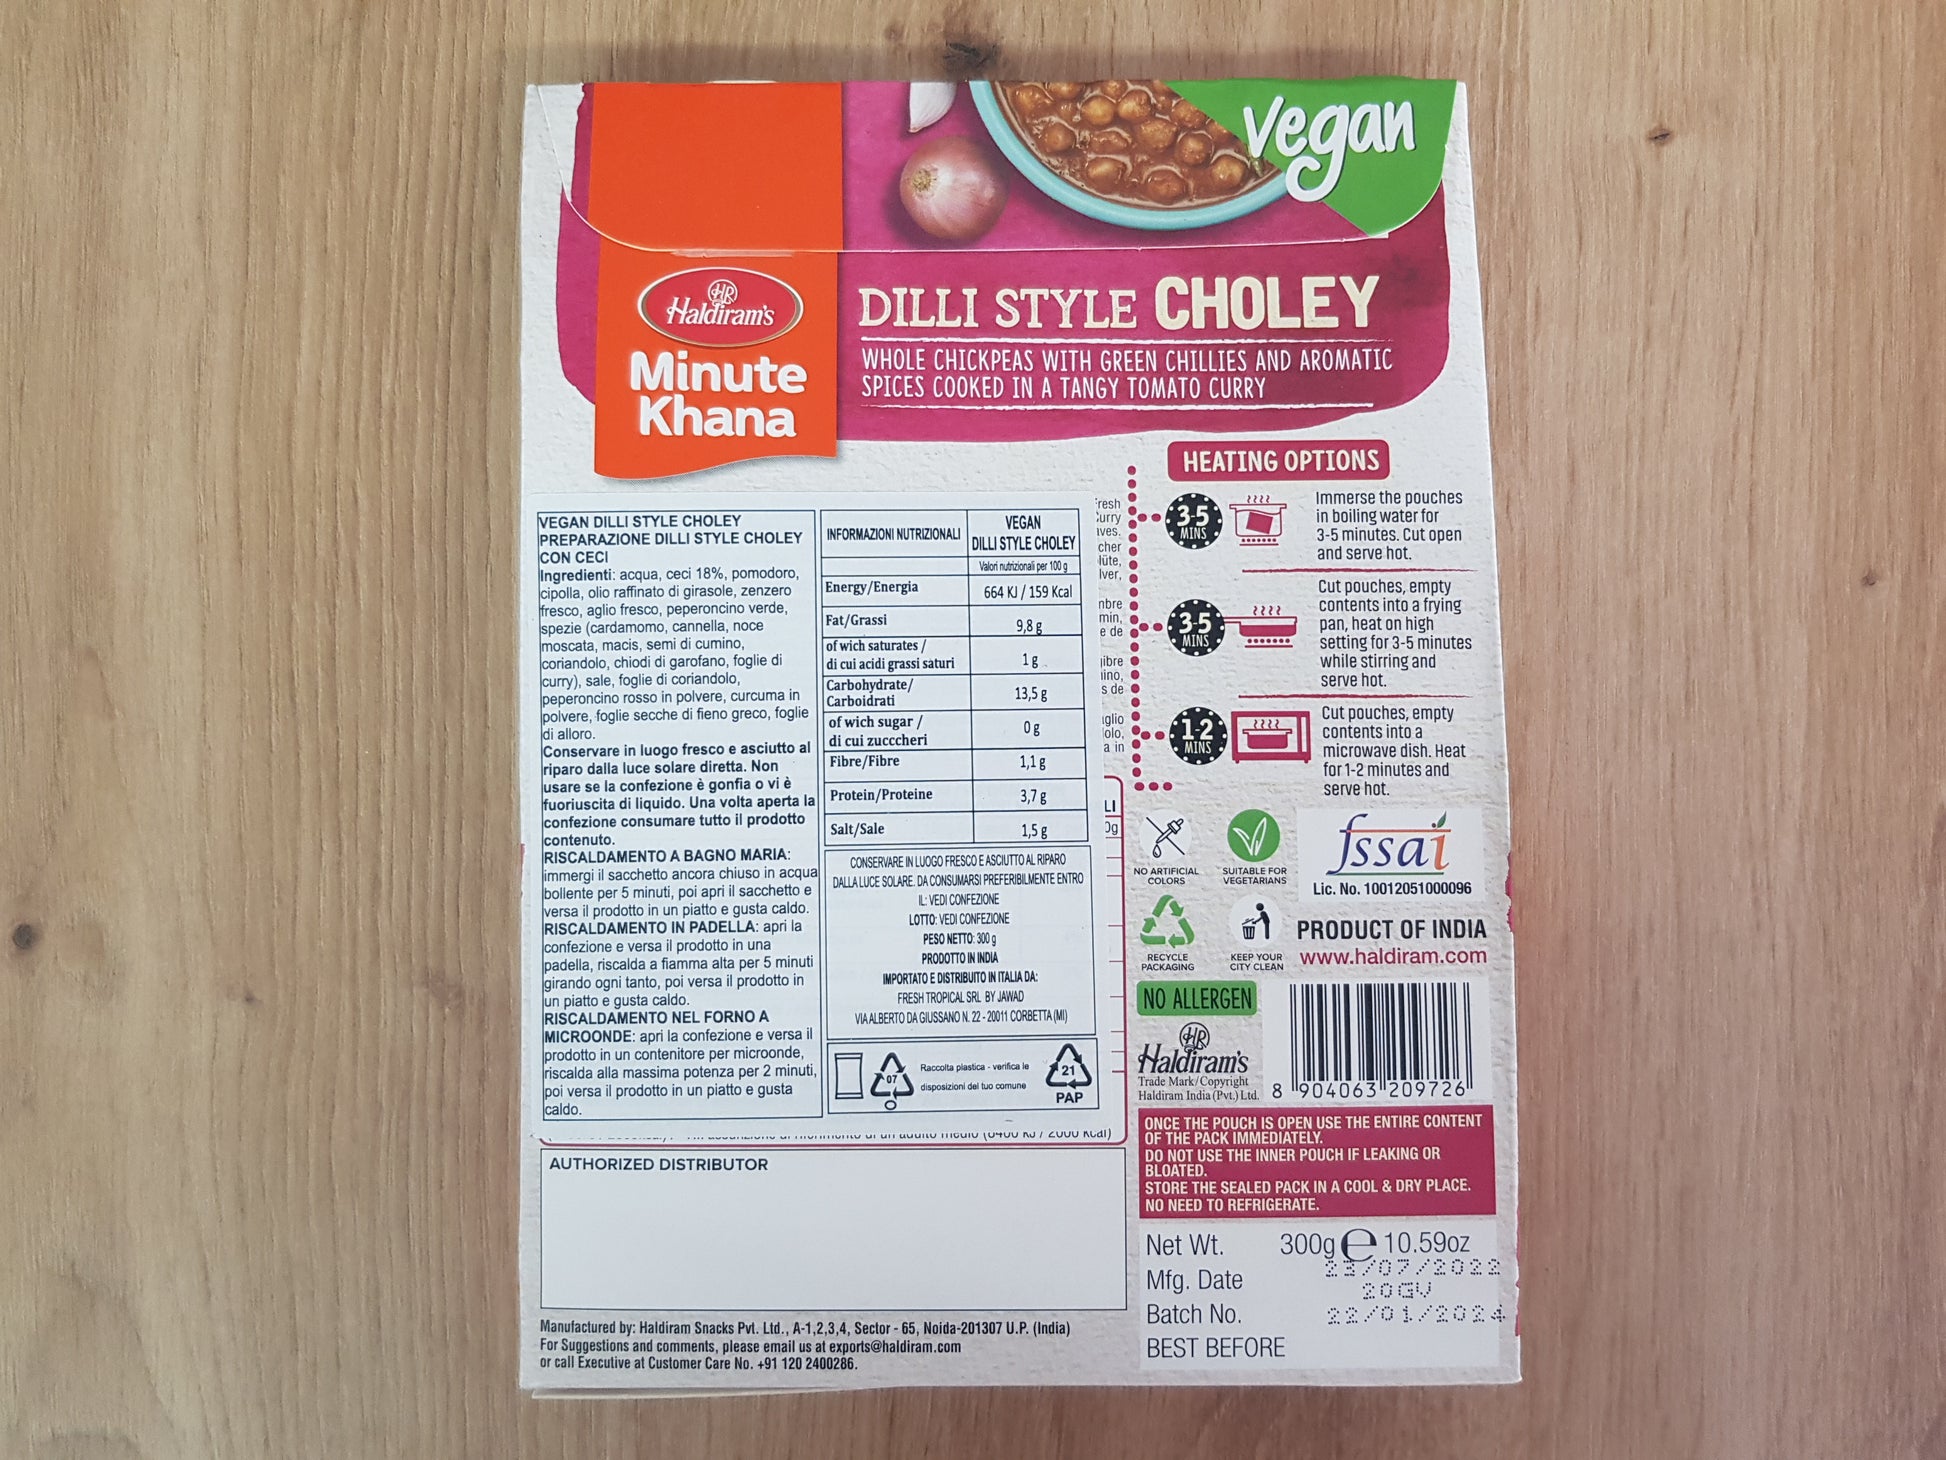 vegan
HR
Haldiram's
Minute
Khana
DILLI STYLE CHOLEY
WHOLE CHICKPEAS WITH GREEN CHILLIES AND AROMATIC
SPICES COOKED IN A TANGY TOMATO CURRY
VEGAN DILLI STYLE CHOLEY
PREPARAZIONE DILLI STYLE CHOLEY
CON CECI
Ingredienti: acqua, ceci 18%, pomodoro,
cipolla, olio raffinato di girasole, zenzero
fresco, aglio fresco, peperoncino verde,
spezie (cardamomo, cannella, noce
moscata, macis, semi di cumino,
coriandolo, chiodi di garofano, foglie di
curry), sale, foglie di coriandolo,
peperoncino rosso in polvere, curcuma in
polvere, foglie secche di fieno greco, foglie
di alloro.
Conservare in luogo fresco e asciutto al
riparo dalla luce solare diretta. Non
usare se la confezione è gonfia o vi è
fuoriuscita di liquido. Una volta aperta la
confezione consumare tutto il prodotto
contenuto.
RISCALDAMENTO A BAGNO MARIA:
immergi il sacchetto ancora chiuso in acqua
bollente per 5 minuti, poi apri il sacchetto e
versa il prodotto in un piatto e gusta caldo.
RISCALDAMENTO IN PADELLA: apri la
confezione e versa il prodotto in una
padella, riscalda a fiamma alta per 5 minuti
girando ogni tanto, poi versa il prodotto in
un piatto e gusta caldo.
RISCALDAMENTO NEL FORNO A
MICROONDE: apri la confezione e versa il
prodotto in un contenitore per microonde,
riscalda alla massima potenza per 2 minuti,
poi versa il prodotto in un piatto e gusta
caldo.
INFORMAZIONI NUTRIZIONALI VEGAN
DILLI STYLE CHOLEY
Valori nutrizionali per 100 g
Energy/Energia 664 KJ / 159 Kcal
Fat/Grassi 9,8 g
of wich saturates /
di cui acidi grassi saturi 1 g
Carbohydrate/
Carboidrati 13,5 g
of wich sugar /
di cui zucccheri 0 g
Fibre/Fibre 1,1 g
Protein/Proteine 3,7 g
Salt/Sale 1,5 g
CONSERVARE IN LUOGO FRESCO E ASCIUTTO AL RIPARO
DALLA LUCE SOLARE. DA CONSUMARSI PREFERIBILMENTE ENTRO
IL: VEDI CONFEZIONE
LOTTO: VEDI CONFEZIONE
PESO NETTO: 300 g
PRODOTTO IN INDIA
IMPORTATO E DISTRIBUITO IN ITALIA DA:
FRESH TROPICAL SRL BY JAWAD
VIA ALBERTO DA GIUSSANO N. 22 - 20011 CORBETTA (MI)
07
Raccolta plastica - verifica le
disposizioni del tuo comune
21
PAP
AUTHORIZED DISTRIBUTOR
Manufactured by: Haldiram Snacks Pvt. Ltd., A-1,2,3,4, Sector - 65, Noida-201307 U.P. (India)
For Suggestions and comments, please email us at exports@haldiram.com
or call Executive at Customer Care No. +91 120 2400286.
HEATING OPTIONS
3-5
MINS
Immerse the pouches
in boiling water for
3-5 minutes. Cut open
and serve hot.
3-5
MINS
Cut pouches, empty
contents into a frying
pan, heat on high
setting for 3-5 minutes
while stirring and
serve hot.
1-2
MINS
Cut pouches, empty
contents into a
microwave dish. Heat
for 1-2 minutes and
serve hot.
NO ARTIFICIAL
COLORS
SUITABLE FOR
VEGETARIANS
fssai
Lic. No. 10012051000096
RECYCLE
PACKAGING
KEEP YOUR
CITY CLEAN
PRODUCT OF INDIA
www.haldiram.com
NO ALLERGEN
HR
Haldiram's
Trade Mark/Copyright
Haldiram India (Pvt.) Ltd.
8 904063 209726
ONCE THE POUCH IS OPEN USE THE ENTIRE CONTENT
OF THE PACK IMMEDIATELY.
DO NOT USE THE INNER POUCH IF LEAKING OR
BLOATED.
STORE THE SEALED PACK IN A COOL & DRY PLACE.
NO NEED TO REFRIGERATE.
Net Wt. 300g e 10.59oz
Mfg. Date 23/07/2022
Batch No. 20GV
BEST BEFORE 22/01/2024